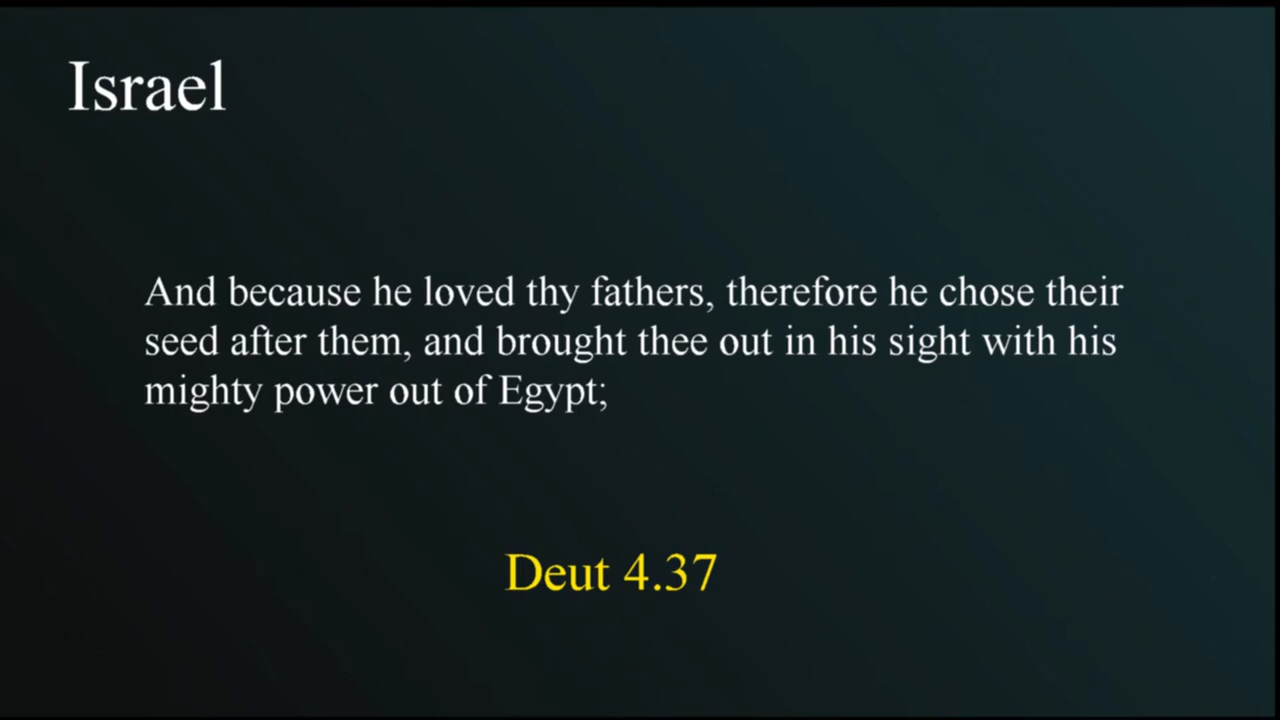 Israel
And because he loved thy fathers, therefore he chose their
seed after them, and brought thee out in his sight with his
mighty power out of Egypt;
Deut 4.37